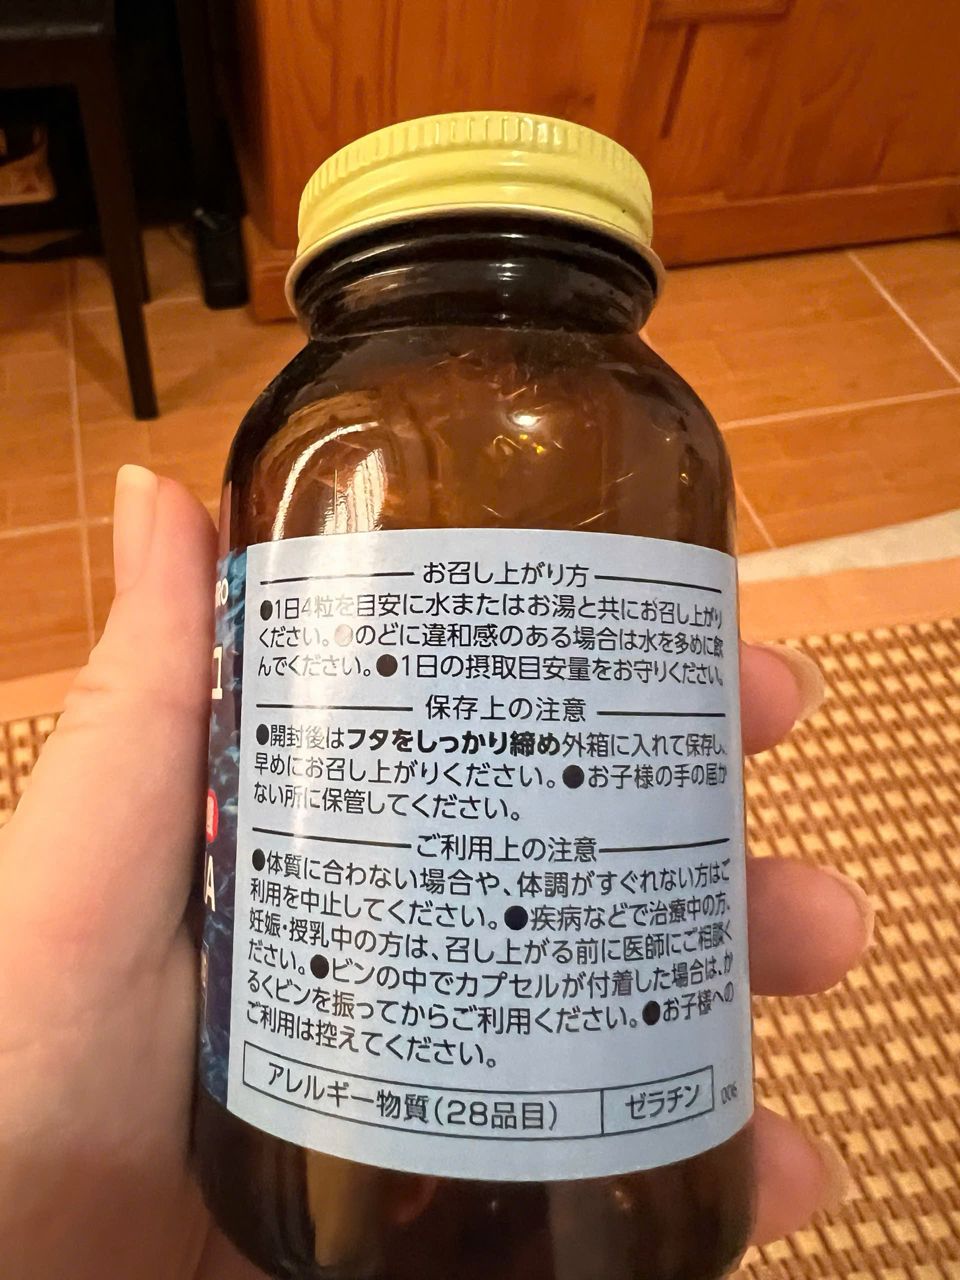 お召し上がり方
●1日4粒を目安に水またはお湯と共にお召し上がり
ください。●のどに違和感のある場合は水を多めに飲
んでください。●1日の摂取目安量をお守りください。
保存上の注意
●開封後はフタをしっかり締め外箱に入れて保存し、
早めにお召し上がりください。●お子様の手の届か
ない所に保管してください。
ご利用上の注意
●体質に合わない場合や、体調がすぐれない方はご
利用を中止してください。●疾病などで治療中の方、
妊娠・授乳中の方は、召し上がる前に医師にご相談く
ださい。●ビンの中でカプセルが付着した場合は、か
るくビンを振ってからご利用ください。●お子様への
ご利用は控えてください。
アレルギー物質(28品目) ゼラチン